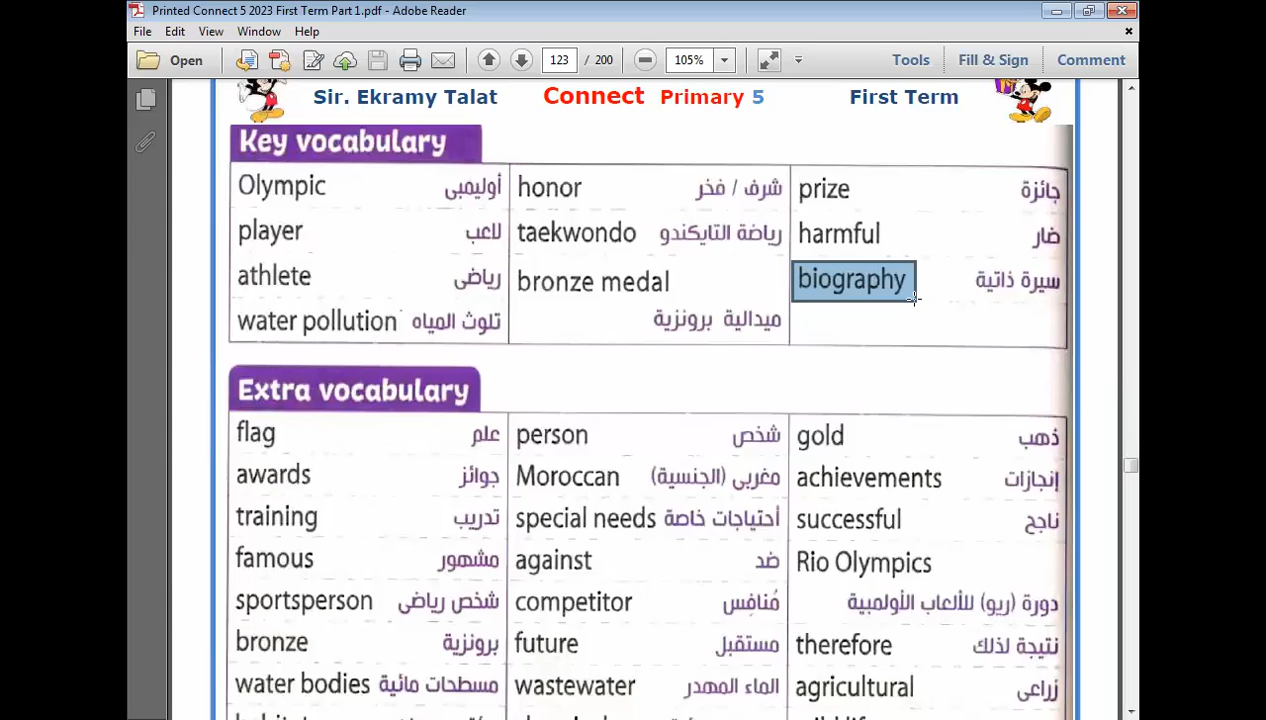 Printed Connect 5 2023 First Term Part 1.pdf - Adobe Reader
File Edit View Window Help
Open 123 / 200 105% Tools Fill & Sign Comment
Sir. Ekramy Talat Connect Primary 5 First Term
Key vocabulary
Olympic أوليمبى honor شرف / فخر prize جائزة
player لاعب taekwondo رياضة التايكندو harmful ضار
athlete رياضى bronze medal biography سيرة ذاتية
water pollution تلوث المياه ميدالية برونزية
Extra vocabulary
flag علم person شخص gold ذهب
awards جوائز Moroccan مغربى (الجنسية) achievements إنجازات
training تدريب special needs أحتياجات خاصة successful ناجح
famous مشهور against ضد Rio Olympics
sportsperson شخص رياضى competitor مُنافِس دورة (ريو) للألعاب الأولمبية
bronze برونزية future مستقبل therefore نتيجة لذلك
water bodies مسطحات مائية wastewater الماء المهدر agricultural زراعى